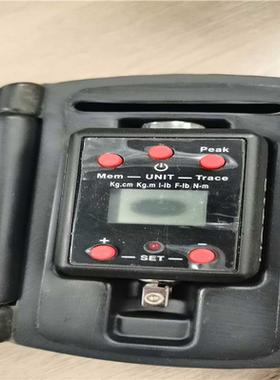 Peak
Mem — UNIT — Trace
Kg.cm Kg.m I-lb F-lb N-m
+ −
— SET —